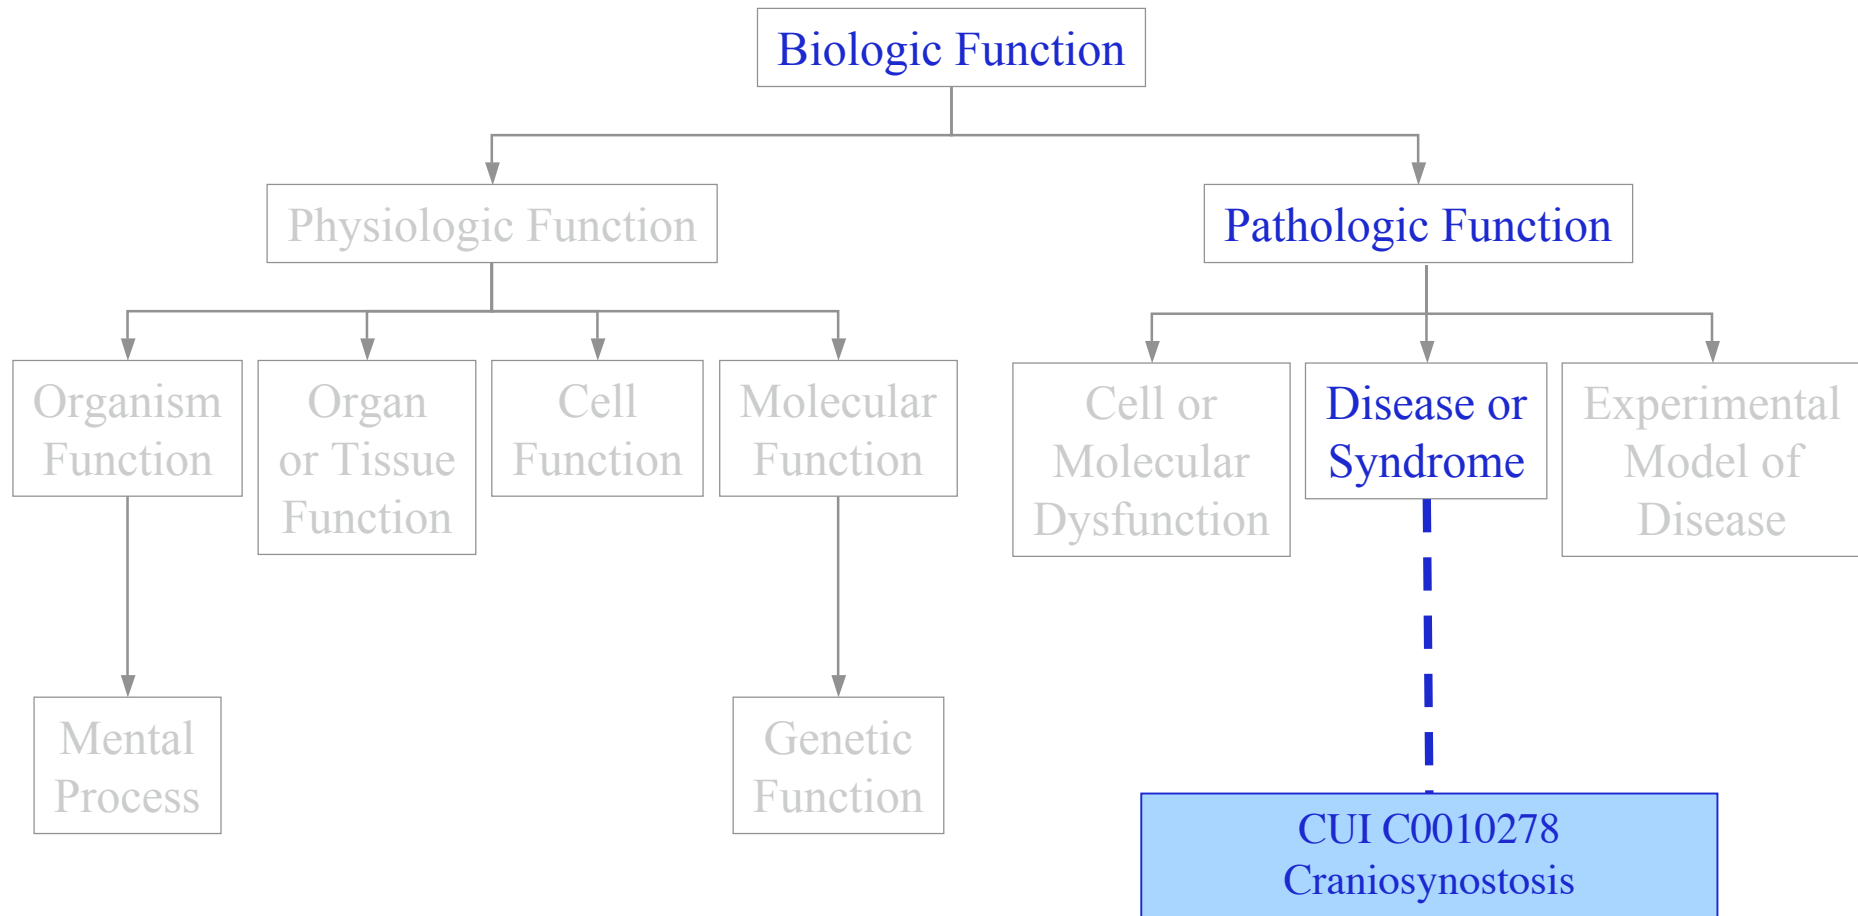 Biologic Function
Physiologic Function
Pathologic Function
Organism
Function
Organ
or Tissue
Function
Cell
Function
Molecular
Function
Cell or
Molecular
Dysfunction
Disease or
Syndrome
Experimental
Model of
Disease
Mental
Process
Genetic
Function
CUI C0010278
Craniosynostosis